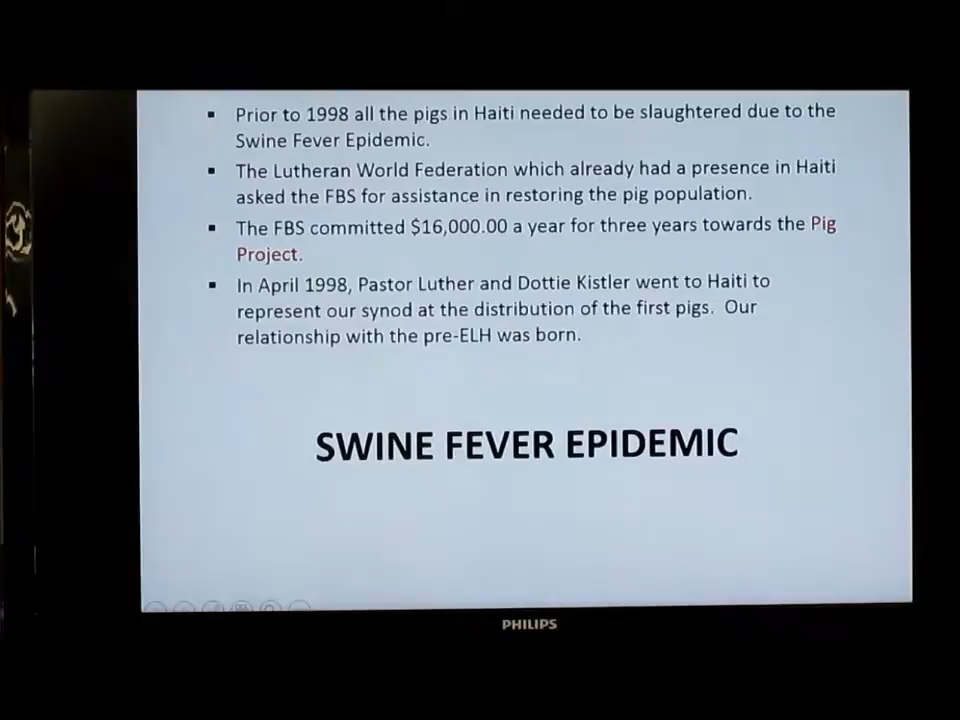 ▪ Prior to 1998 all the pigs in Haiti needed to be slaughtered due to the
Swine Fever Epidemic.
▪ The Lutheran World Federation which already had a presence in Haiti
asked the FBS for assistance in restoring the pig population.
▪ The FBS committed $16,000.00 a year for three years towards the Pig
Project.
▪ In April 1998, Pastor Luther and Dottie Kistler went to Haiti to
represent our synod at the distribution of the first pigs. Our
relationship with the pre-ELH was born.
SWINE FEVER EPIDEMIC
PHILIPS